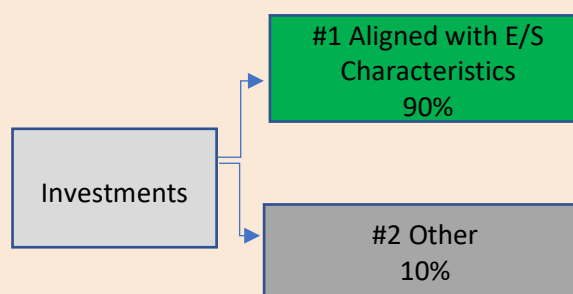 #1 Aligned with E/S
Characteristics
90%
Investments
#2 Other
10%